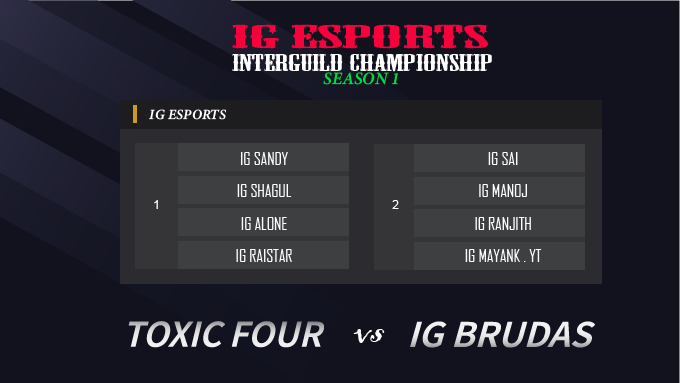 IG ESPORTS
INTERGUILD CHAMPIONSHIP
SEASON 1
IG ESPORTS
1
IG SANDY
IG SHAGUL
IG ALONE
IG RAISTAR
2
IG SAI
IG MANOJ
IG RANJITH
IG MAYANK . YT
TOXIC FOUR vs IG BRUDAS